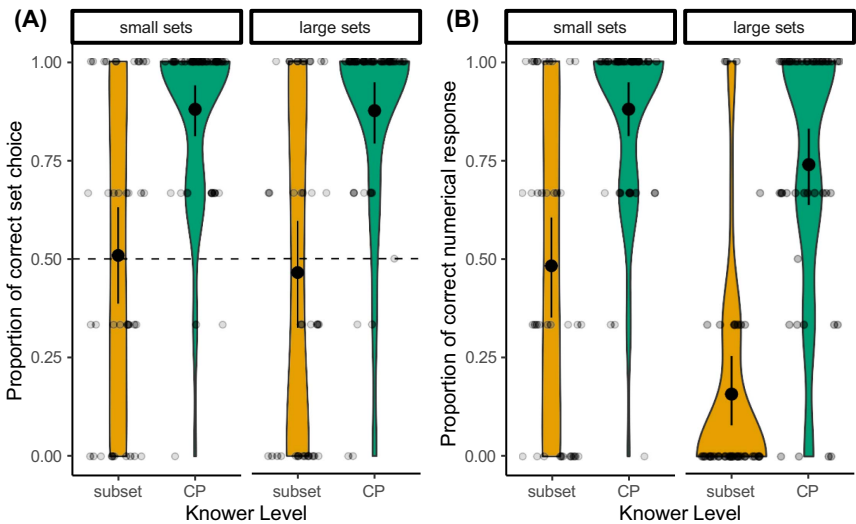 (A)
small sets
large sets
Proportion of correct set choice
1.00
0.75
0.50
0.25
0.00
subset
CP
subset
CP
Knower Level
(B)
small sets
large sets
Proportion of correct numerical response
1.00
0.75
0.50
0.25
0.00
subset
CP
subset
CP
Knower Level